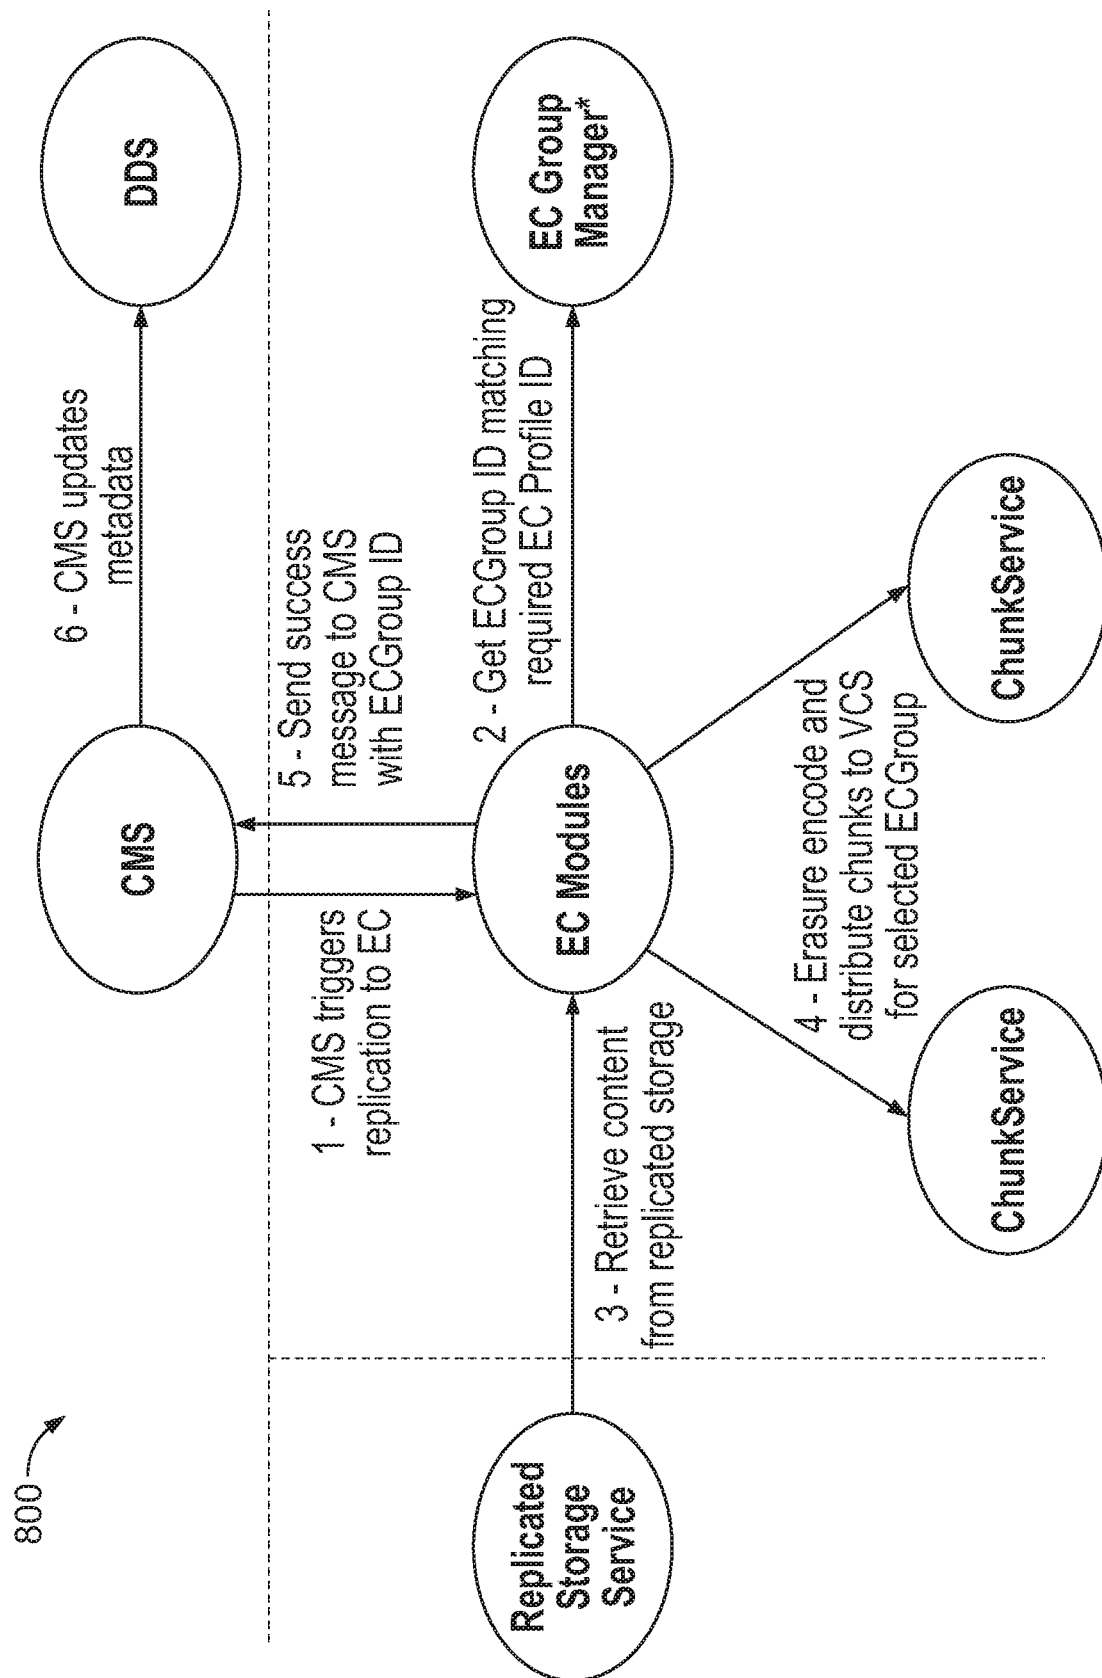 800
CMS
DDS
6 - CMS updates
metadata
1 - CMS triggers
replication to EC
5 - Send success
message to CMS
with ECGroup ID
Replicated
Storage
Service
3 - Retrieve content
from replicated storage
EC Modules
2 - Get ECGroup ID matching
required EC Profile ID
EC Group
Manager*
4 - Erasure encode and
distribute chunks to VCS
for selected ECGroup
ChunkService
ChunkService